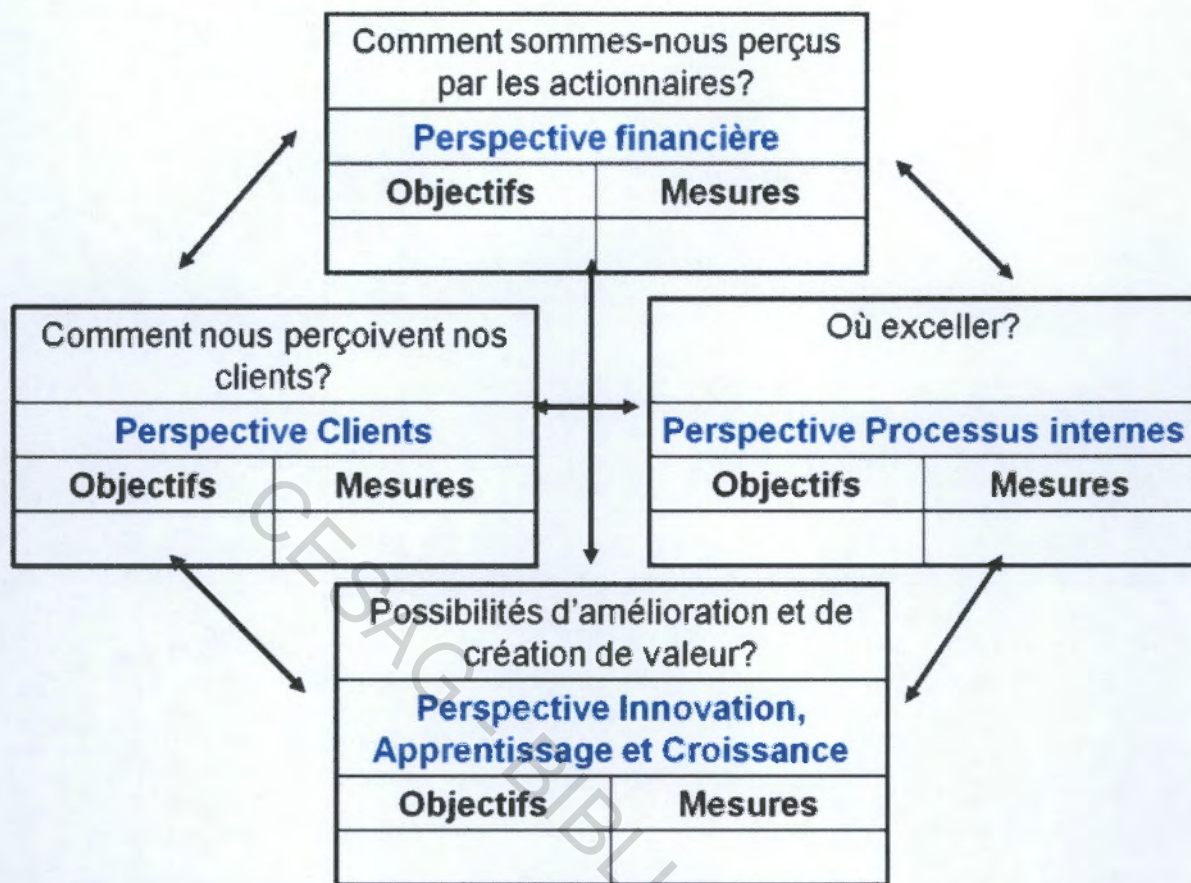 Comment sommes-nous perçus
par les actionnaires?
Perspective financière
Objectifs Mesures
Comment nous perçoivent nos
clients?
Perspective Clients
Objectifs Mesures
Où exceller?
Perspective Processus internes
Objectifs Mesures
Possibilités d'amélioration et de
création de valeur?
Perspective Innovation,
Apprentissage et Croissance
Objectifs Mesures
CESAG - BIBLI